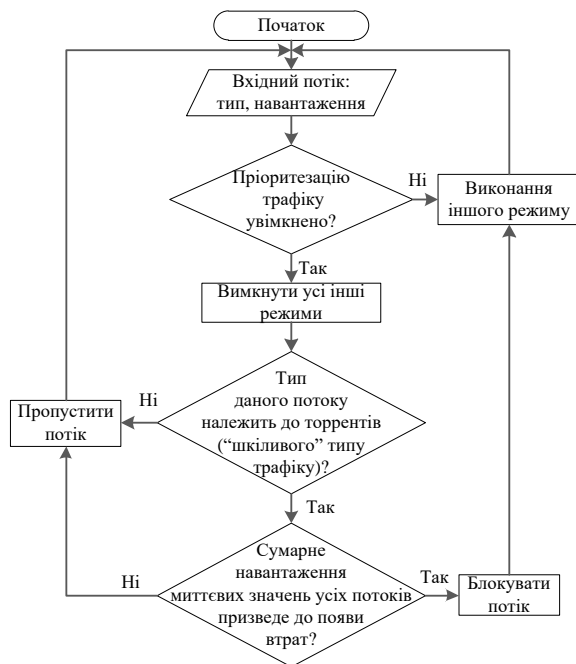 Початок
Вхідний потік:
тип, навантаження
Пріоритезацію
трафіку
увімкнено?
Ні
Виконання
іншого режиму
Так
Вимкнути усі інші
режими
Тип
даного потоку
належить до торрентів
(“шкіливого” типу
трафіку)?
Ні
Пропустити
потік
Так
Сумарне
навантаження
миттєвих значень усіх потоків
призведе до появи
втрат?
Ні
Так
Блокувати
потік